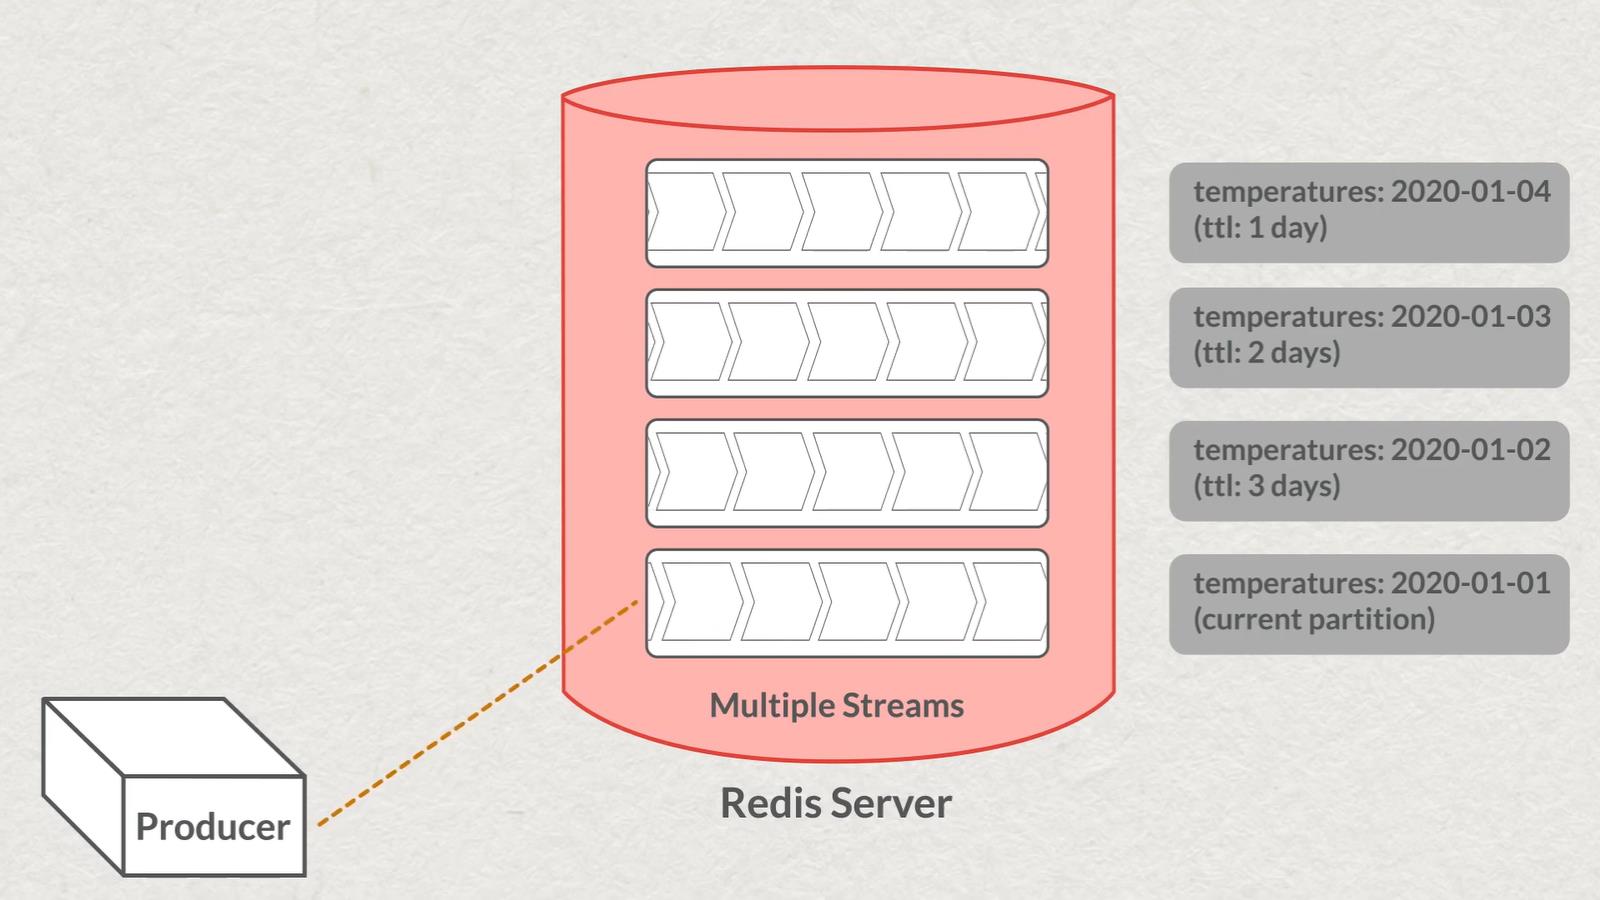 temperatures: 2020-01-04
(ttl: 1 day)
temperatures: 2020-01-03
(ttl: 2 days)
temperatures: 2020-01-02
(ttl: 3 days)
temperatures: 2020-01-01
(current partition)
Multiple Streams
Redis Server
Producer